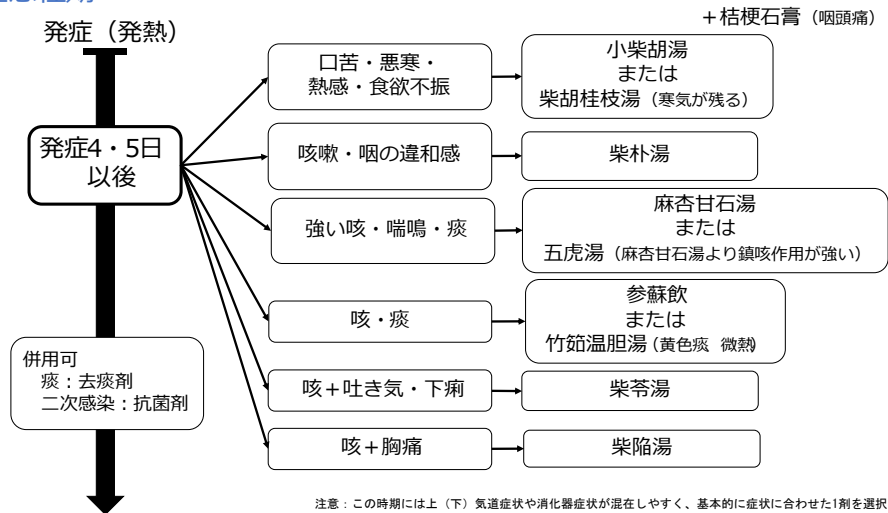 ＋桔梗石膏（咽頭痛）
発症（発熱）
発症4・5日
以後
併用可
痰：去痰剤
二次感染：抗菌剤
口苦・悪寒・
熱感・食欲不振
小柴胡湯
または
柴胡桂枝湯（寒気が残る）
咳嗽・咽の違和感
柴朴湯
強い咳・喘鳴・痰
麻杏甘石湯
または
五虎湯（麻杏甘石湯より鎮咳作用が強い）
咳・痰
参蘇飲
または
竹筎温胆湯（黄色痰 微熱）
咳＋吐き気・下痢
柴苓湯
咳＋胸痛
柴陥湯
注意：この時期には上（下）気道症状や消化器症状が混在しやすく、基本的に症状に合わせた1剤を選択